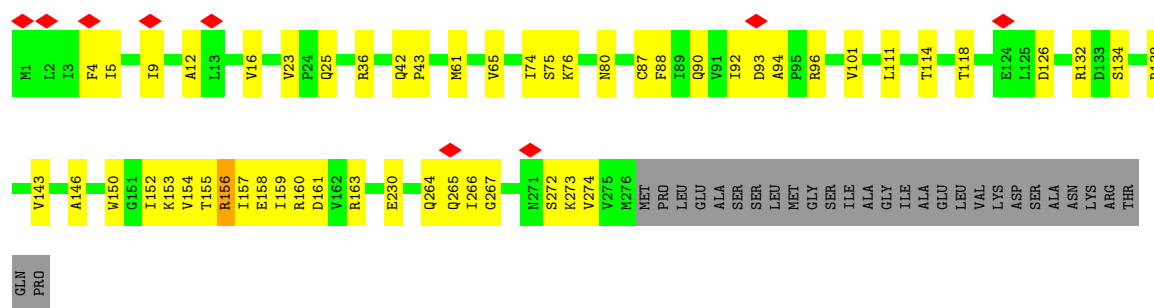 M1 L2 I3 F4 I5 I9 A12 L13 V16 V23 P24 Q25 R36 Q42 P43 M61 V65 I74 S75 K76 N80 C87 F88 I89 Q90 V91 I92 D93 A94 P95 R96 V101 L111 T114 T118 E124 L125 D126 R132 D133 S134
V143 A146 W150 G151 I152 K153 V154 T155 R156 I157 E158 I159 R160 D161 V162 R163 E230 Q264 Q265 I266 G267 N271 S272 K273 V274 V275 M276 MET PRO LEU GLU ALA SER SER LEU MET GLY SER ILE ALA GLY ILE ALA GLU LEU VAL LYS ASP SER ALA ASN LYS ARG THR
GLN PRO